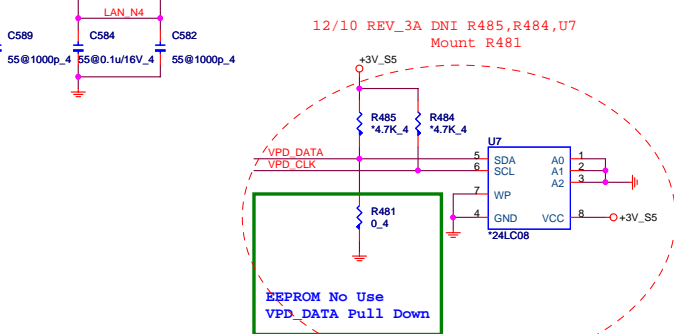 LAN_N4
C589
C584
C582
55@1000p_4
55@0.1u/16V_4
55@1000p_4
12/10 REV_3A DNI R485,R484,U7
Mount R481
+3V_S5
R485
*4.7K_4
R484
*4.7K_4
U7
VPD_DATA
VPD_CLK
5
6
7
4
SDA
SCL
WP
GND
A0
A1
A2
VCC
1
2
3
8
+3V_S5
*24LC08
R481
0_4
EEPROM No Use
VPD_DATA Pull Down